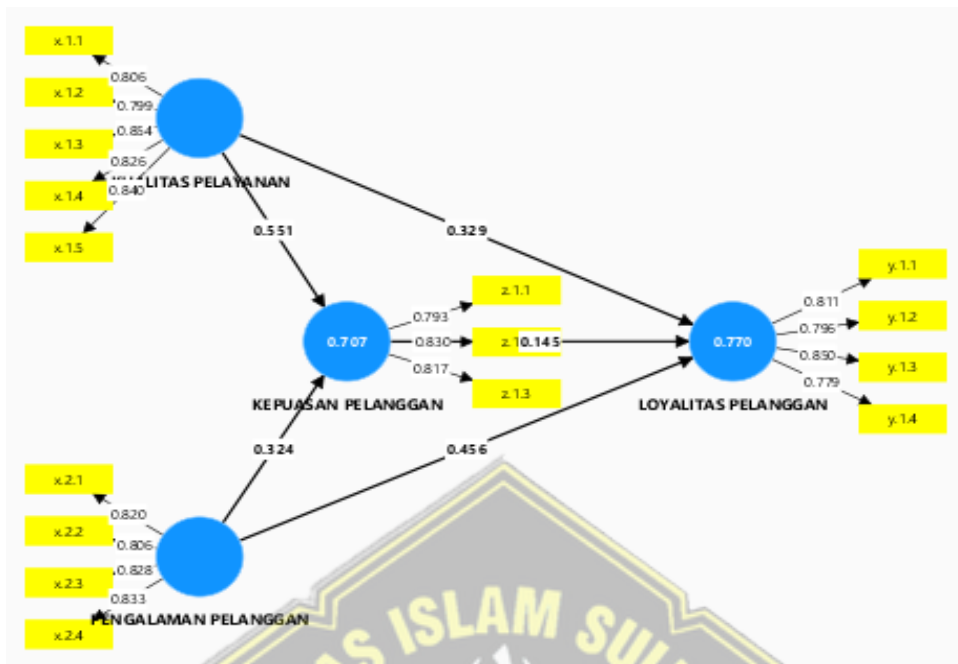 x.1.1
0.806
x.1.2
0.799
0.854
x.1.3
0.826
x.1.4
0.840
KUALITAS PELAYANAN
x.1.5
0.551
0.329
z.1.1
0.793
0.707
0.830
0.145
0.817
z.1.3
KEPUASAN PELANGGAN
0.770
y.1.1
0.811
y.1.2
0.795
0.850
y.1.3
0.779
y.1.4
LOYALITAS PELANGGAN
0.324
0.456
x.2.1
0.820
x.2.2
0.806
0.828
x.2.3
0.833
PENGALAMAN PELANGGAN
x.2.4
ISLAM